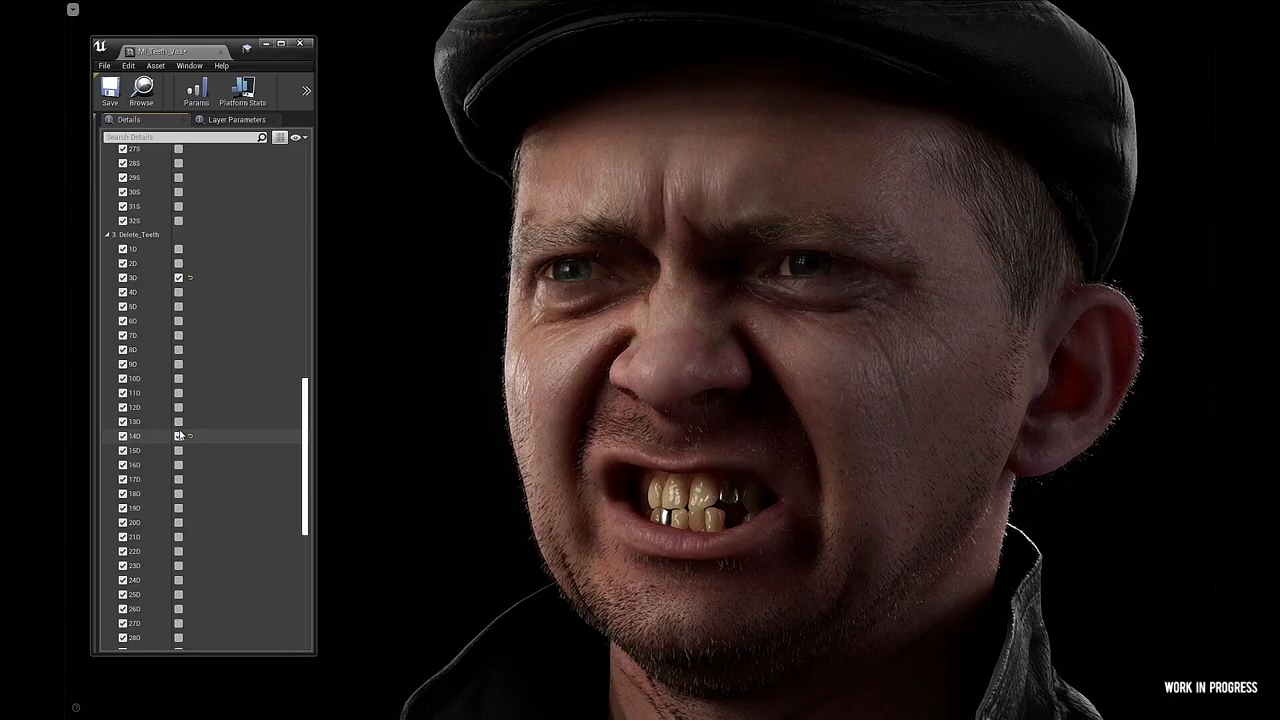 MI_Teeth_Vas*
File Edit Asset Window Help
Save Browse Params Platform Stats
Details Layer Parameters
Search Details
27S
28S
29S
30S
31S
32S
3. Delete_Teeth
1D
2D
3D
4D
5D
6D
7D
8D
9D
10D
11D
12D
13D
14D
15D
16D
17D
18D
19D
20D
21D
22D
23D
24D
25D
26D
27D
28D
WORK IN PROGRESS